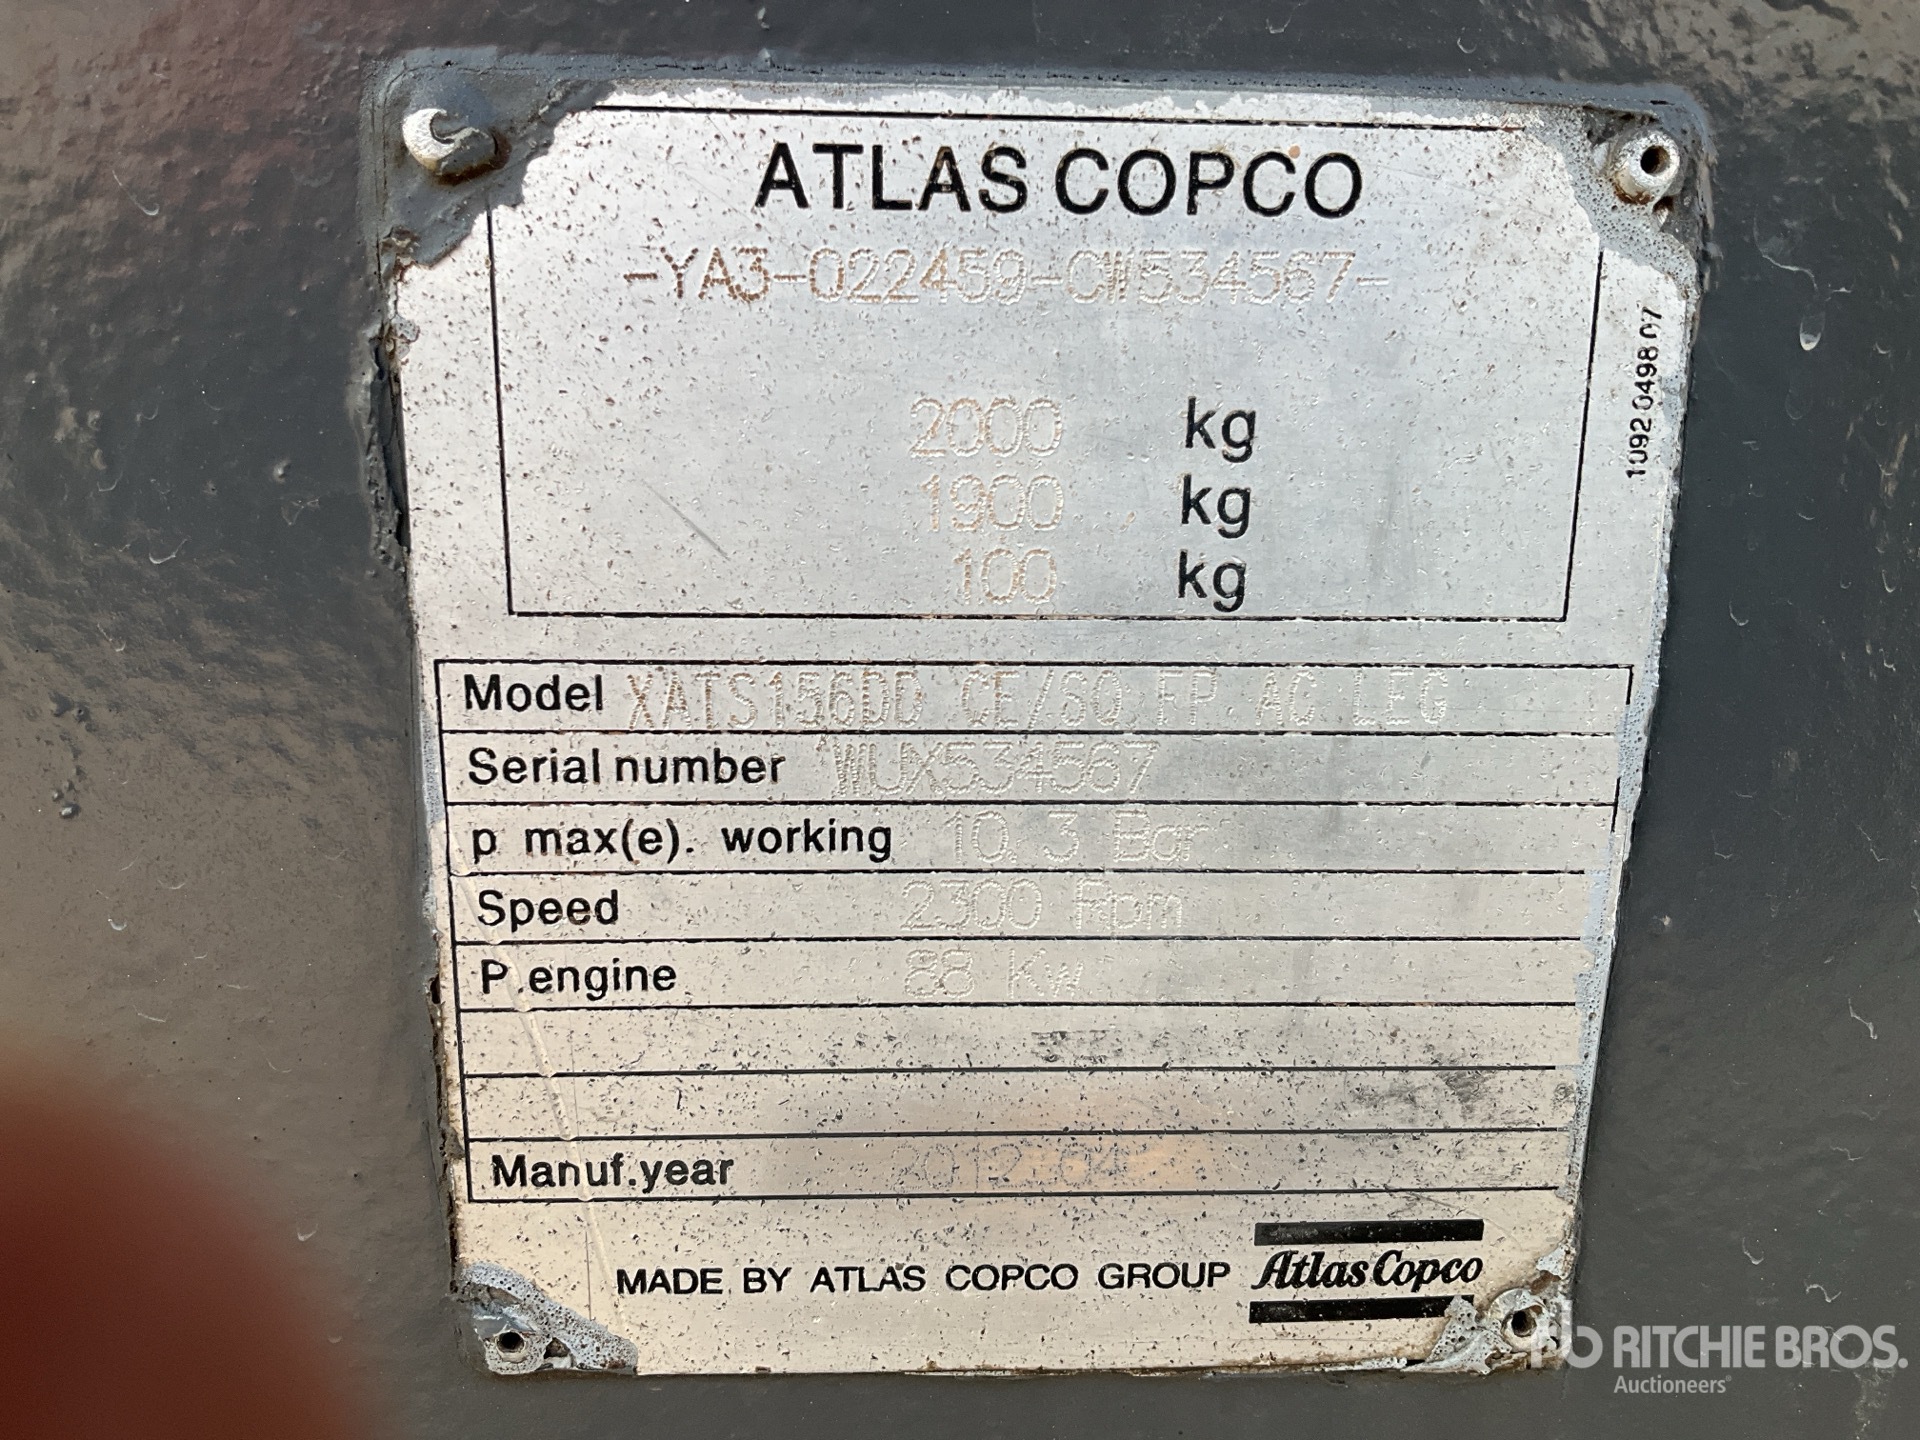 ATLAS COPCO
-YA3-022459-CW534567-
2000 kg
1900 kg
100 kg
1092 0498 07
Model XATS156DD CE/SQ FP AC LEG
Serial number WUX534567
p max(e). working 10.3 Bar
Speed 2300 Rpm
P.engine 88 Kw
Manuf.year 2012
MADE BY ATLAS COPCO GROUP Atlas Copco
RITCHIE BROS.
Auctioneers